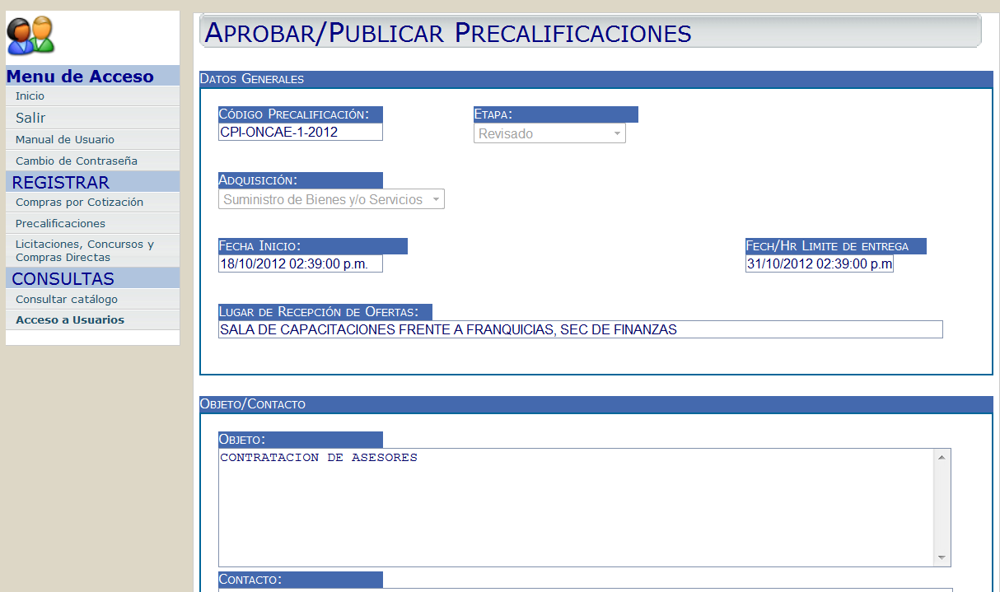 Menu de Acceso
Inicio
Salir
Manual de Usuario
Cambio de Contraseña
REGISTRAR
Compras por Cotización
Precalificaciones
Licitaciones, Concursos y
Compras Directas
CONSULTAS
Consultar catálogo
Acceso a Usuarios
Aprobar/Publicar Precalificaciones
Datos Generales
Código Precalificación:
CPI-ONCAE-1-2012
Etapa:
Revisado
Adquisición:
Suministro de Bienes y/o Servicios
Fecha Inicio:
18/10/2012 02:39:00 p.m.
Fech/Hr Limite de entrega
31/10/2012 02:39:00 p.m
Lugar de Recepción de Ofertas:
SALA DE CAPACITACIONES FRENTE A FRANQUICIAS, SEC DE FINANZAS
Objeto/Contacto
Objeto:
CONTRATACION DE ASESORES
Contacto: